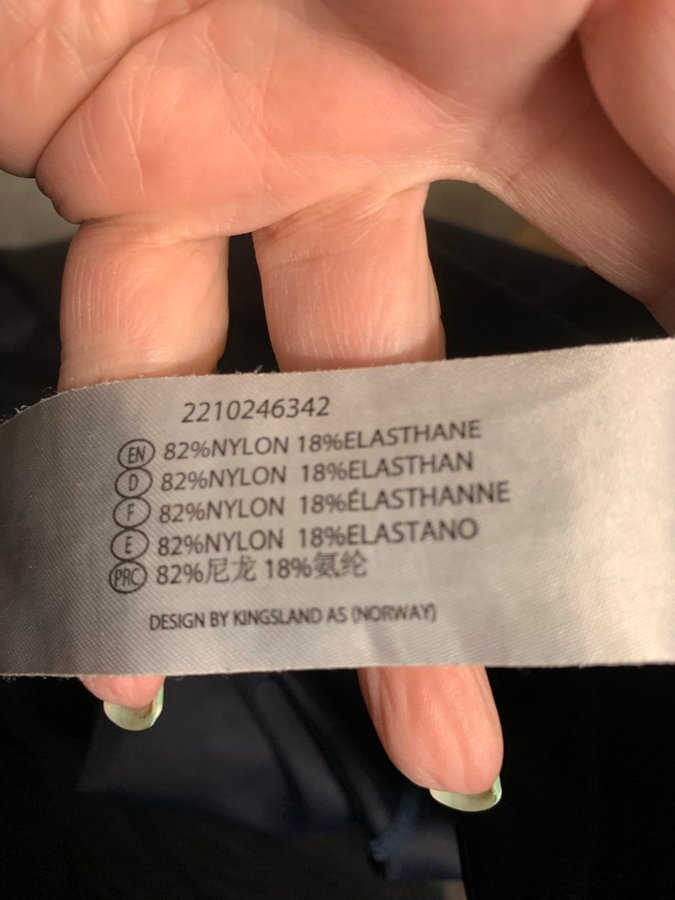 2210246342
EN 82%NYLON 18%ELASTHANE
D 82%NYLON 18%ELASTHAN
F 82%NYLON 18%ÉLASTHANNE
E 82%NYLON 18%ELASTANO
PRC 82%尼龙 18%氨纶
DESIGN BY KINGSLAND AS (NORWAY)